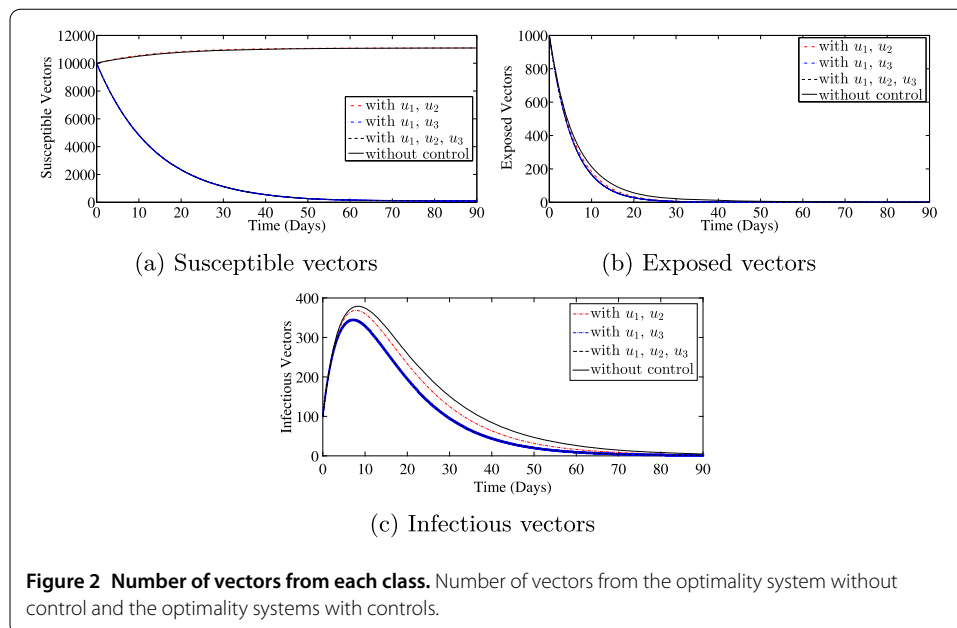 12000
10000
8000
6000
4000
2000
0
Susceptible Vectors
with u₁, u₂
with u₁, u₃
with u₁, u₂, u₃
without control
0 10 20 30 40 50 60 70 80 90
Time (Days)
(a) Susceptible vectors
1000
800
600
400
200
0
Exposed Vectors
with u₁, u₂
with u₁, u₃
with u₁, u₂, u₃
without control
0 10 20 30 40 50 60 70 80 90
Time (Days)
(b) Exposed vectors
400
300
200
100
0
Infectious Vectors
with u₁, u₂
with u₁, u₃
with u₁, u₂, u₃
without control
0 10 20 30 40 50 60 70 80 90
Time (Days)
(c) Infectious vectors
Figure 2 Number of vectors from each class. Number of vectors from the optimality system without
control and the optimality systems with controls.